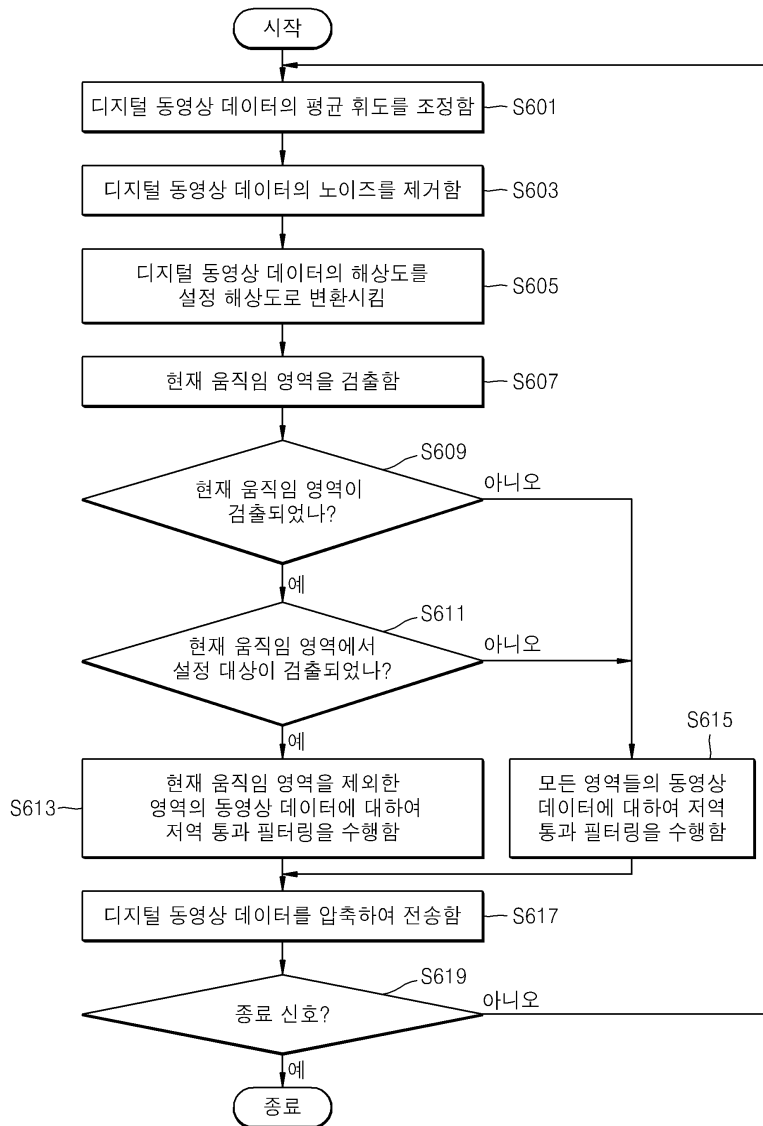 시작
디지털 동영상 데이터의 평균 휘도를 조정함
S601
디지털 동영상 데이터의 노이즈를 제거함
S603
디지털 동영상 데이터의 해상도를
설정 해상도로 변환시킴
S605
현재 움직임 영역을 검출함
S607
S609
현재 움직임 영역이
검출되었나?
아니오
예
S611
현재 움직임 영역에서
설정 대상이 검출되었나?
아니오
예
S613
현재 움직임 영역을 제외한
영역의 동영상 데이터에 대하여
저역 통과 필터링을 수행함
S615
모든 영역들의 동영상
데이터에 대하여 저역
통과 필터링을 수행함
디지털 동영상 데이터를 압축하여 전송함
S617
S619
종료 신호?
아니오
예
종료